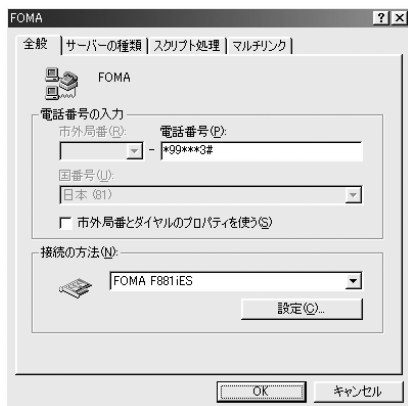 FOMA
全般 サーバーの種類 スクリプト処理 マルチリンク
FOMA
電話番号の入力
市外局番(R): 電話番号(P):
- *99***3#
国番号(U):
日本 (81)
市外局番とダイヤルのプロパティを使う(S)
接続の方法(N):
FOMA F881iES
設定(C)...
OK キャンセル